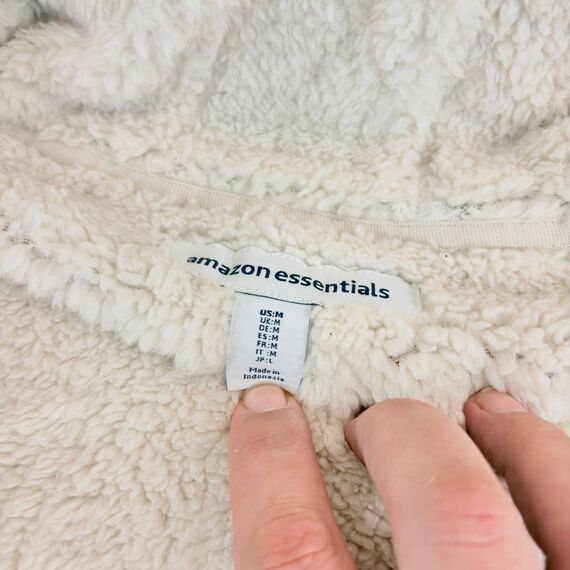 amazon essentials
US:M
UK:M
DE:M
ES:M
FR:M
IT :M
JP:L
Made in
Indonesia